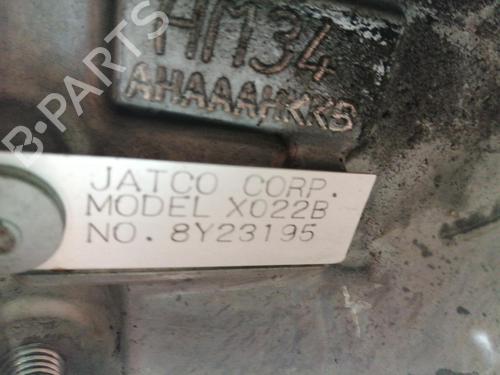 HM34
AHAAAHKKB
JATCO CORP.
MODEL X022B
NO. 8Y23195
B-PARTS